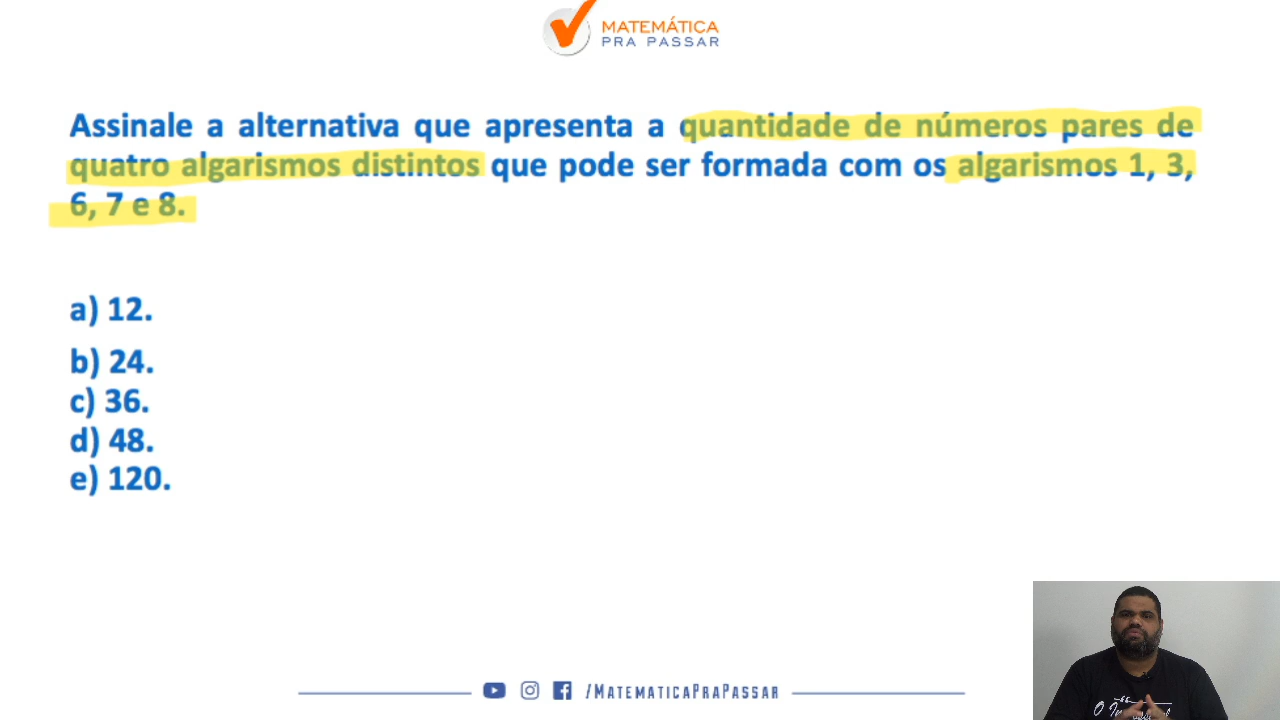 MATEMÁTICA
PRA PASSAR
Assinale a alternativa que apresenta a quantidade de números pares de
quatro algarismos distintos que pode ser formada com os algarismos 1, 3,
6, 7 e 8.
a) 12.
b) 24.
c) 36.
d) 48.
e) 120.
/MATEMATICAPRAPASSAR